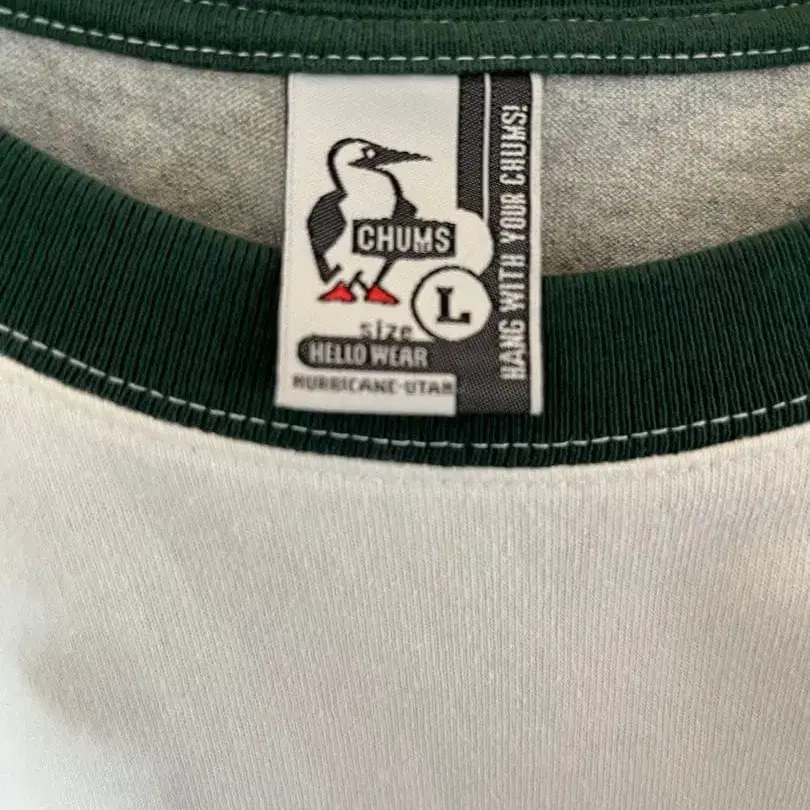 CHUMS
L
size
HELLO WEAR
HURRICANE-UTAH
HANG WITH YOUR CHUMS!